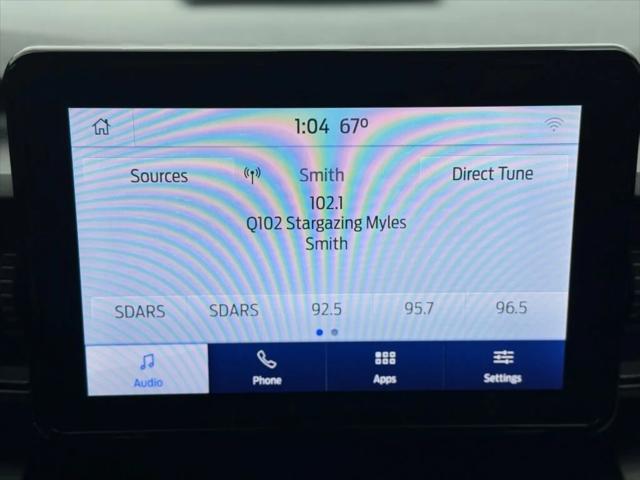 1:04 67º
Sources Smith Direct Tune
102.1
Q102 Stargazing Myles
Smith
SDARS SDARS 92.5 95.7 96.5
Audio Phone Apps Settings